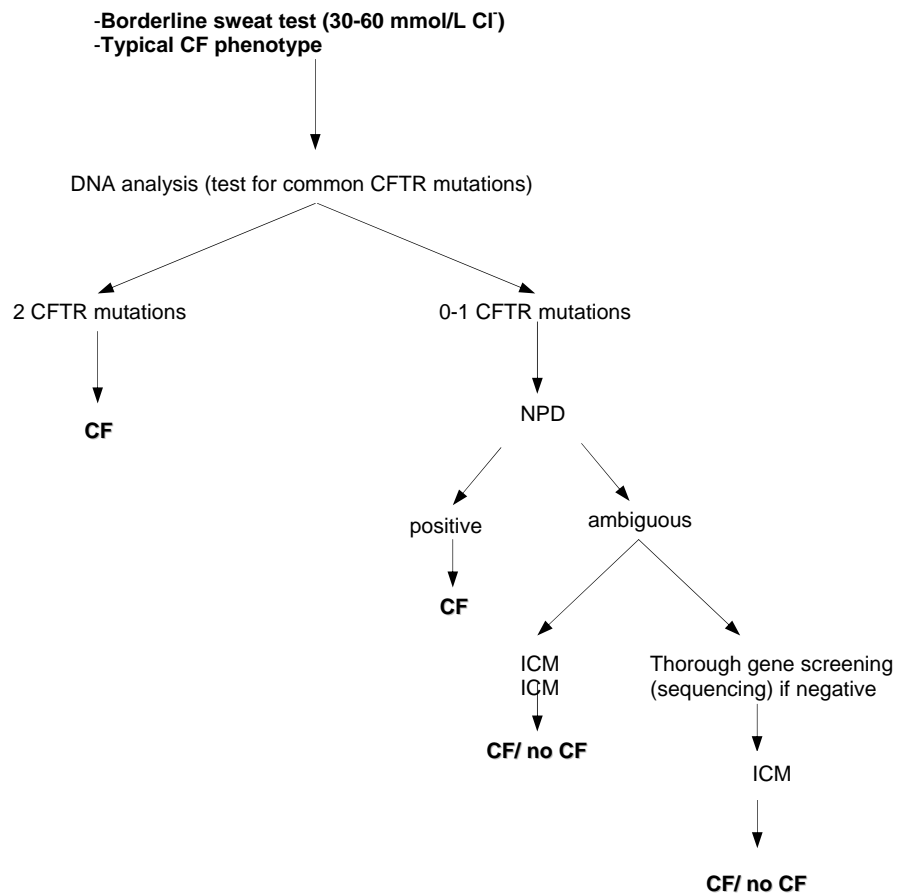 -Borderline sweat test (30-60 mmol/L Cl-)
-Typical CF phenotype
DNA analysis (test for common CFTR mutations)
2 CFTR mutations
0-1 CFTR mutations
CF
NPD
positive
ambiguous
CF
ICM
ICM
Thorough gene screening
(sequencing) if negative
CF/ no CF
ICM
CF/ no CF